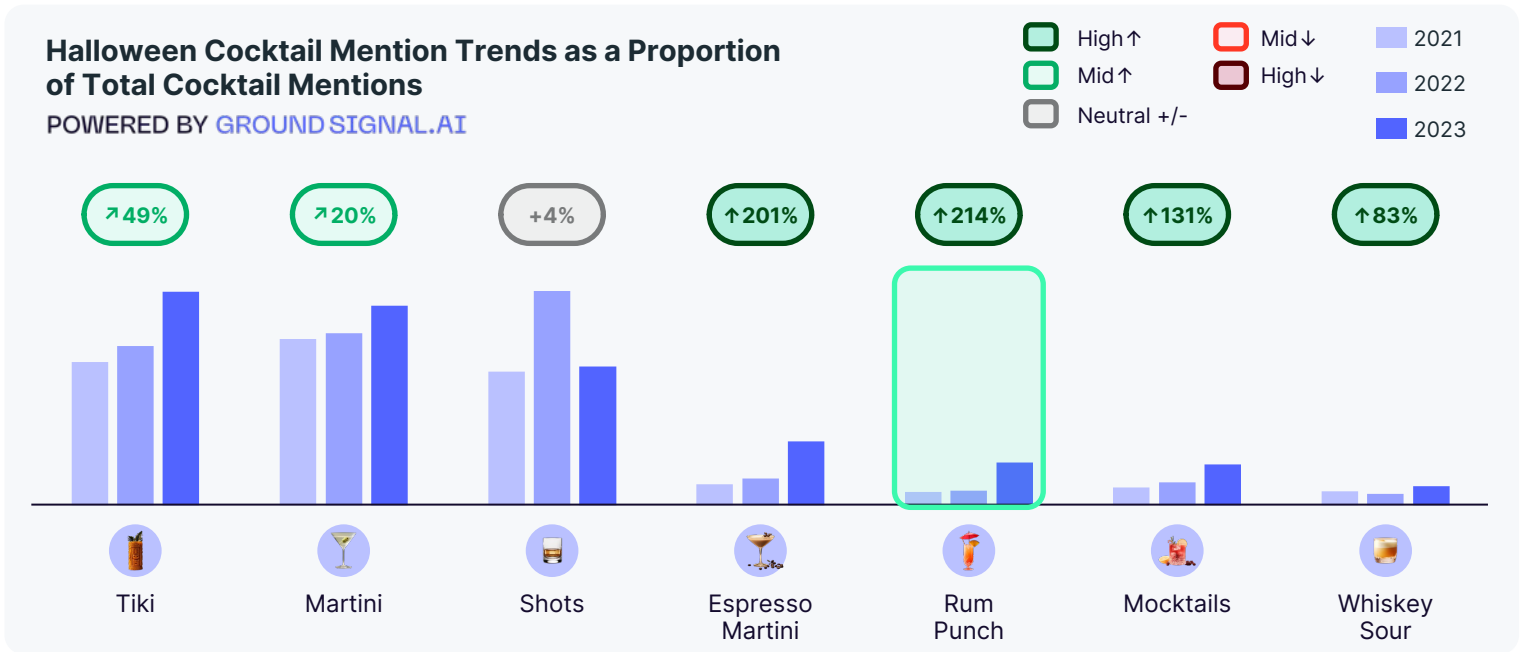 Halloween Cocktail Mention Trends as a Proportion
of Total Cocktail Mentions
POWERED BY GROUNDSIGNAL.AI
High↑
Mid↑
Neutral +/-
Mid↓
High↓
2021
2022
2023
↗49%
↗20%
+4%
↑201%
↑214%
↑131%
↑83%
Tiki
Martini
Shots
Espresso
Martini
Rum
Punch
Mocktails
Whiskey
Sour